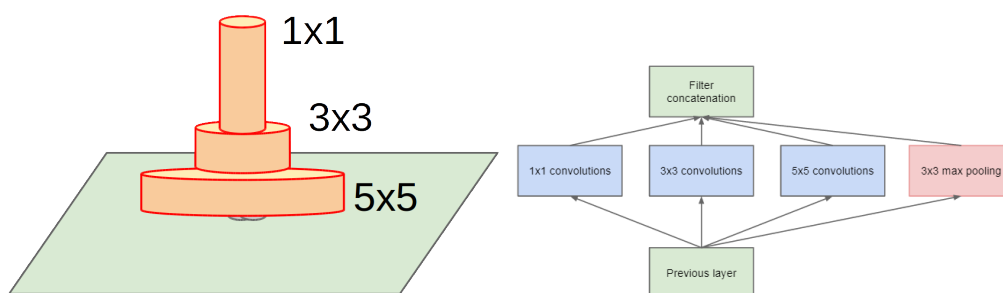 1x1
3x3
5x5
Filter
concatenation
1x1 convolutions
3x3 convolutions
5x5 convolutions
3x3 max pooling
Previous layer